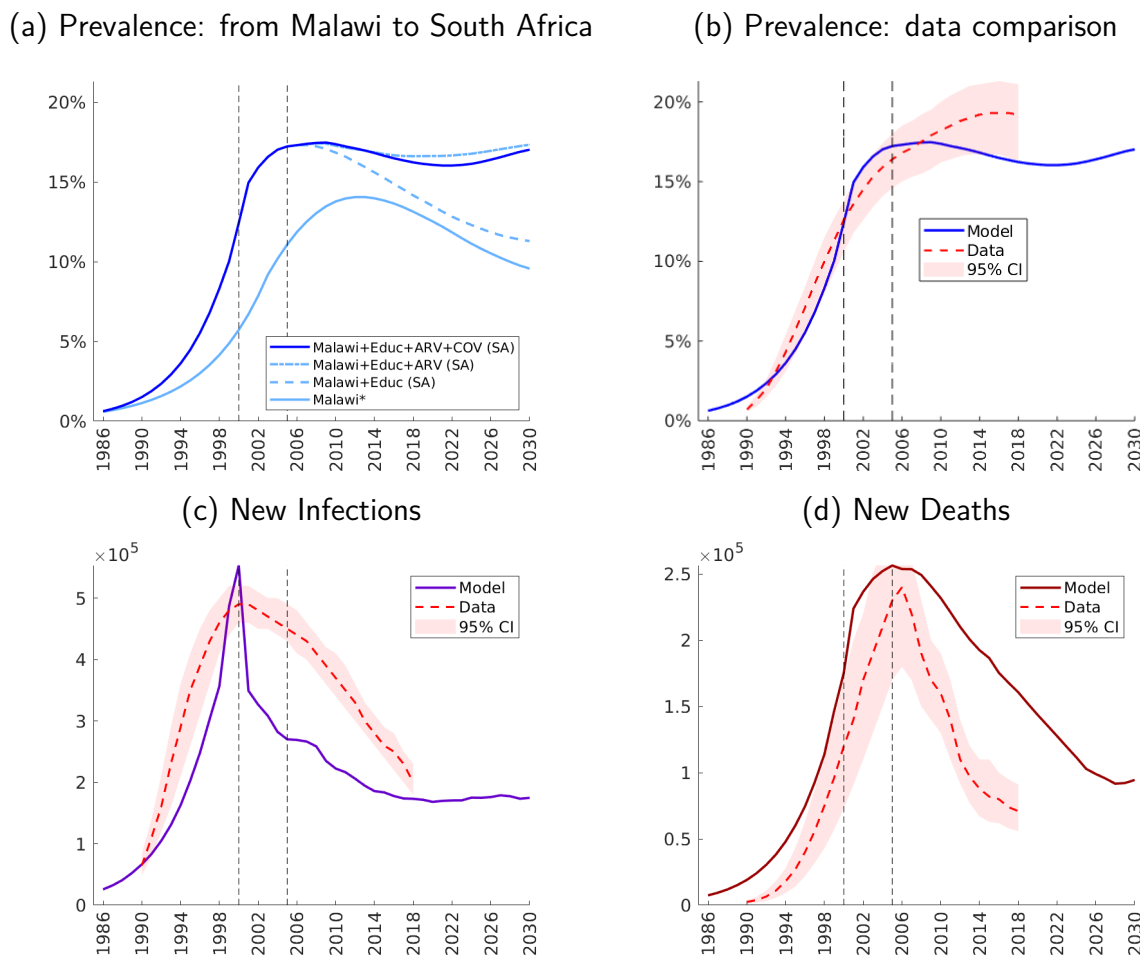 (a) Prevalence: from Malawi to South Africa
20%
15%
10%
5%
0%
Malawi+Educ+ARV+COV (SA)
Malawi+Educ+ARV (SA)
Malawi+Educ (SA)
Malawi*
1986 1990 1994 1998 2002 2006 2010 2014 2018 2022 2026 2030
(b) Prevalence: data comparison
20%
15%
10%
5%
0%
Model
Data
95% CI
1986 1990 1994 1998 2002 2006 2010 2014 2018 2022 2026 2030
(c) New Infections
×10⁵
5
4
3
2
1
0
Model
Data
95% CI
1986 1990 1994 1998 2002 2006 2010 2014 2018 2022 2026 2030
(d) New Deaths
×10⁵
2.5
2
1.5
1
0.5
0
Model
Data
95% CI
1986 1990 1994 1998 2002 2006 2010 2014 2018 2022 2026 2030